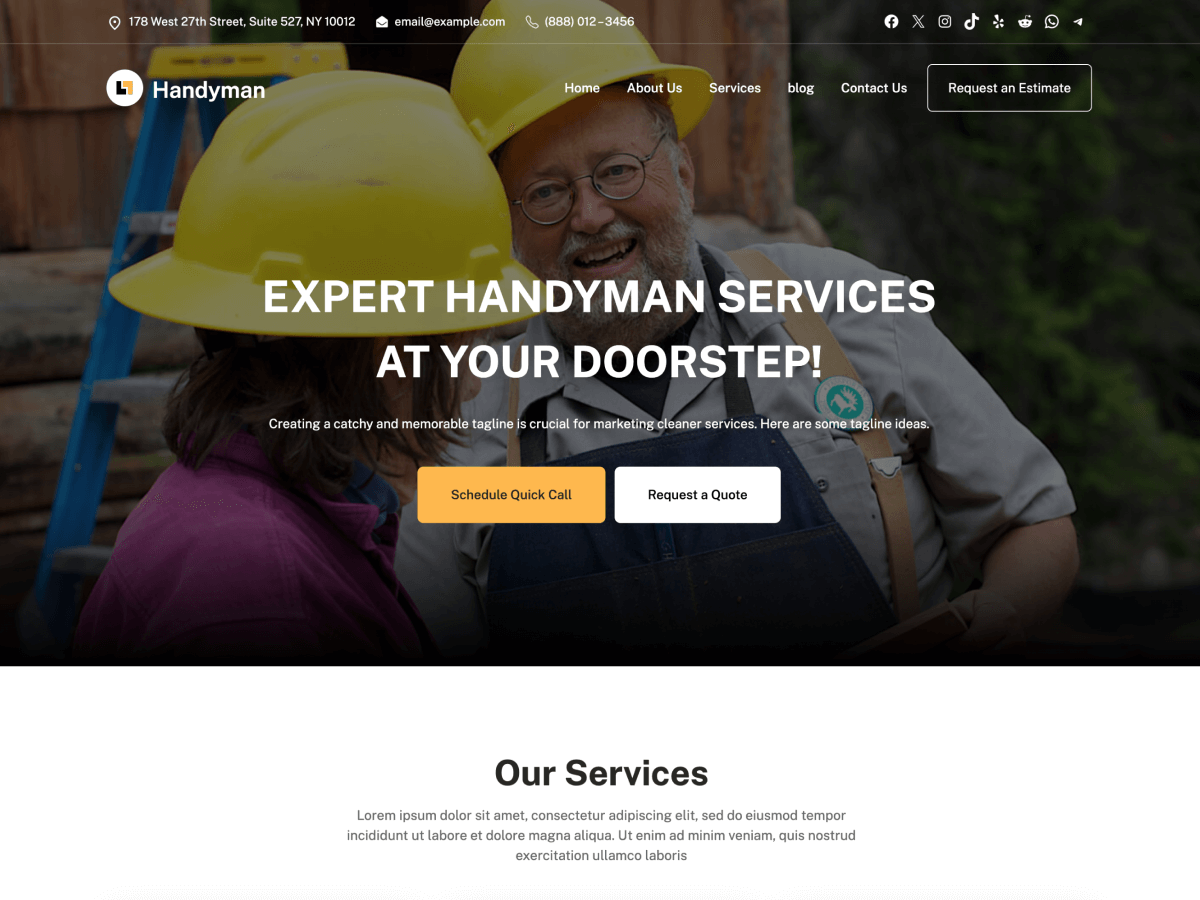 178 West 27th Street, Suite 527, NY 10012
email@example.com
(888) 012–3456
Handyman
Home
About Us
Services
blog
Contact Us
Request an Estimate
EXPERT HANDYMAN SERVICES
AT YOUR DOORSTEP!
Creating a catchy and memorable tagline is crucial for marketing cleaner services. Here are some tagline ideas.
Schedule Quick Call
Request a Quote
Our Services
Lorem ipsum dolor sit amet, consectetur adipiscing elit, sed do eiusmod tempor
incididunt ut labore et dolore magna aliqua. Ut enim ad minim veniam, quis nostrud
exercitation ullamco laboris